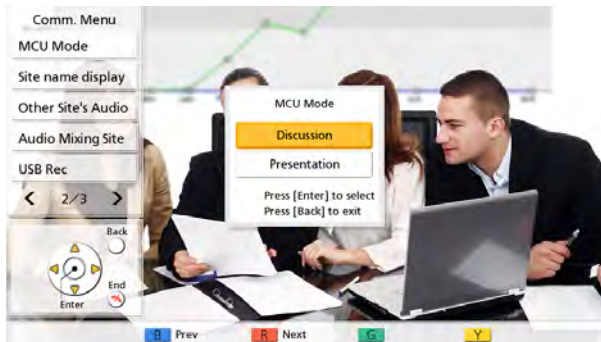 Comm. Menu
MCU Mode
Site name display
Other Site's Audio
Audio Mixing Site
USB Rec
2/3
Back
End
Enter
MCU Mode
Discussion
Presentation
Press [Enter] to select
Press [Back] to exit
B Prev R Next G Y